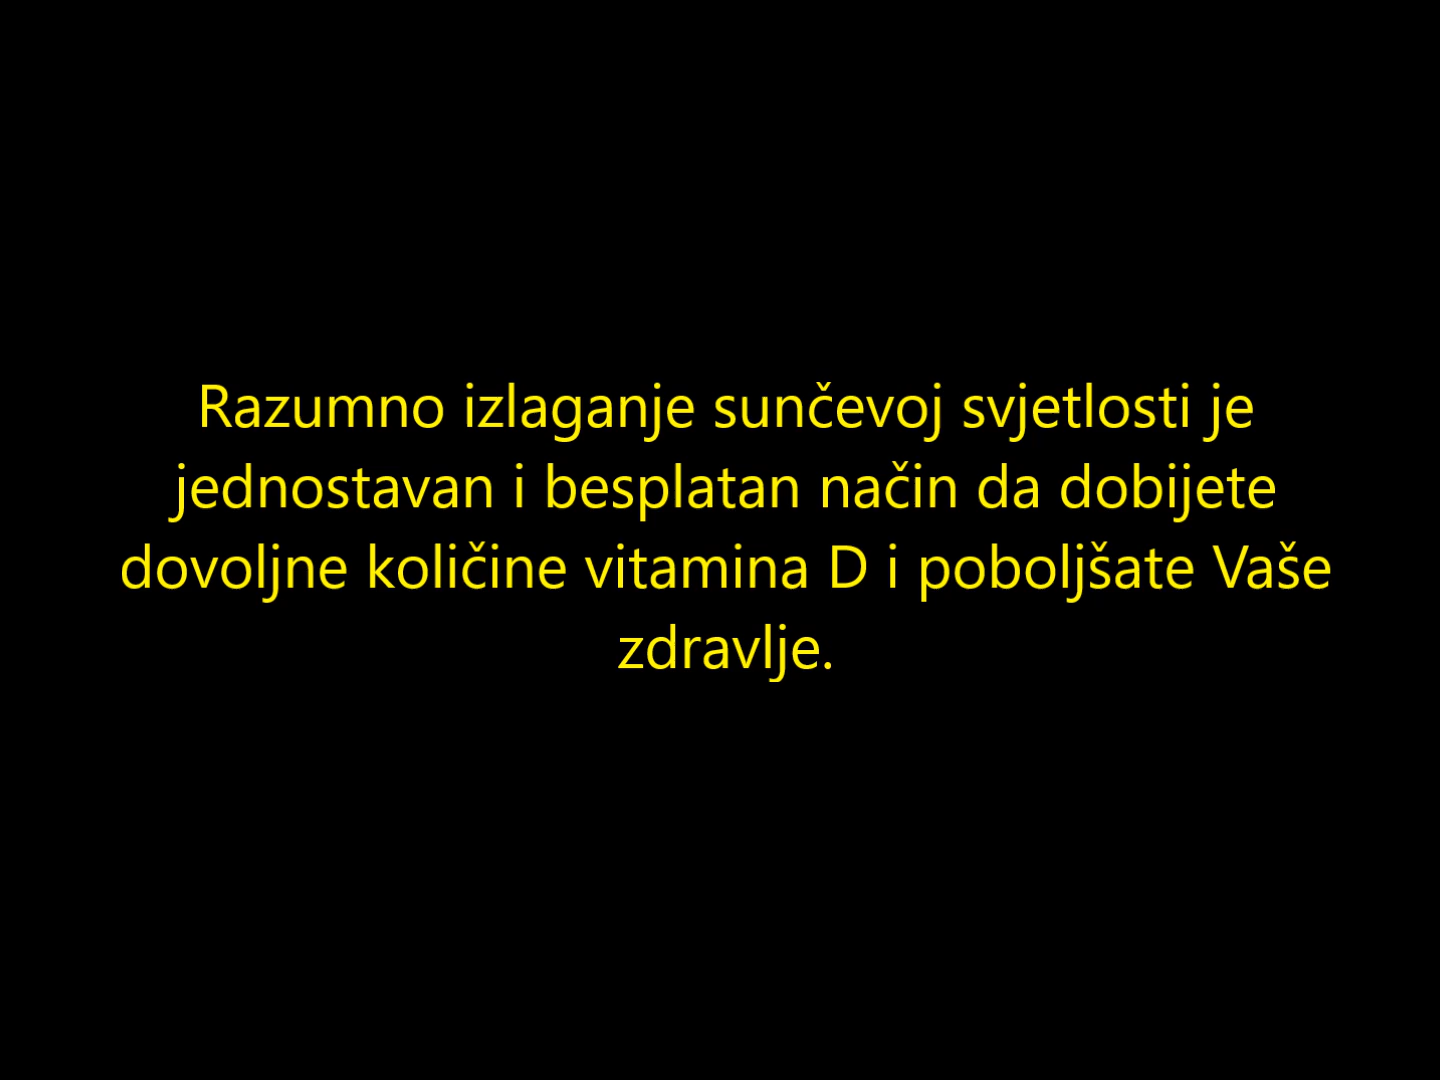 Razumno izlaganje sunčevoj svjetlosti je
jednostavan i besplatan način da dobijete
dovoljne količine vitamina D i poboljšate Vaše
zdravlje.